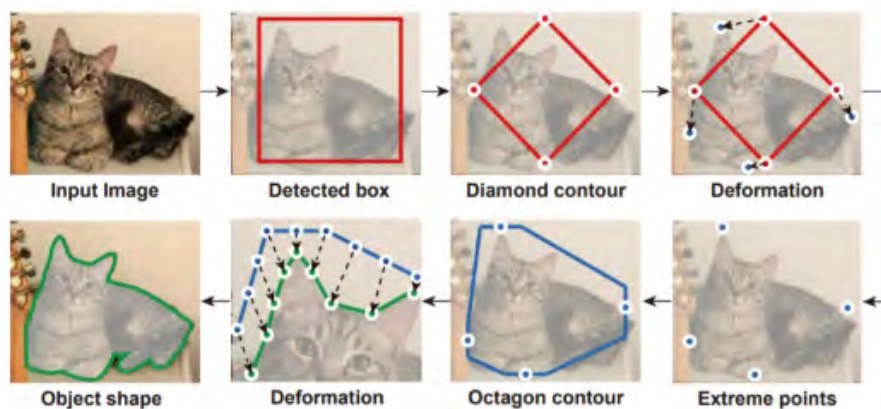 Input Image
Detected box
Diamond contour
Deformation
Object shape
Deformation
Octagon contour
Extreme points